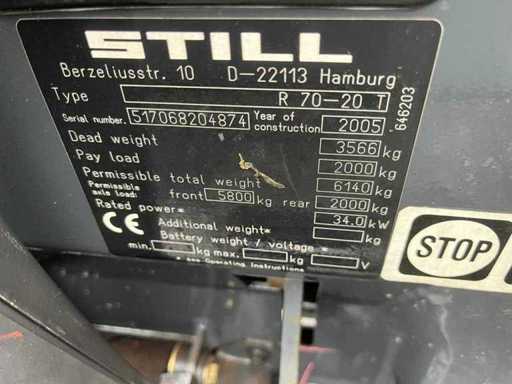 STILL
Berzeliusstr. 10 D-22113 Hamburg
Type R 70-20 T
Serial number. 517068204874 Year of construction 2005
Dead weight 3566 kg
Pay load 2000 kg
Permissible total weight 6140 kg
Permissible axle load: front 5800 kg rear 2000 kg
Rated power* 34.0 kW
CE Additional weight* kg
Battery weight / voltage *
min. kg max. kg V
* see Operating Instructions
646203
STOP